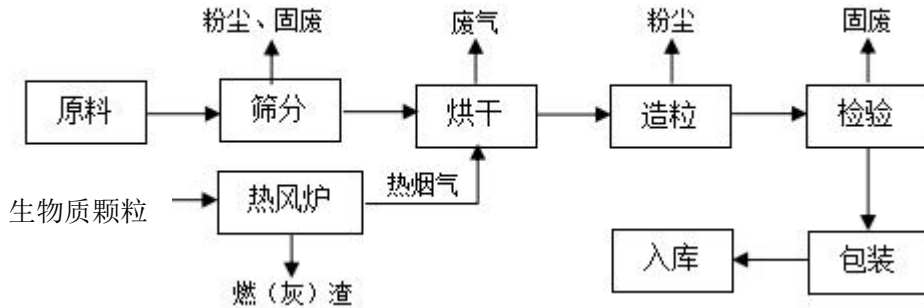 粉尘、固废
废气
粉尘
固废
原料
筛分
烘干
造粒
检验
生物质颗粒
热风炉
热烟气
燃（灰）渣
入库
包装